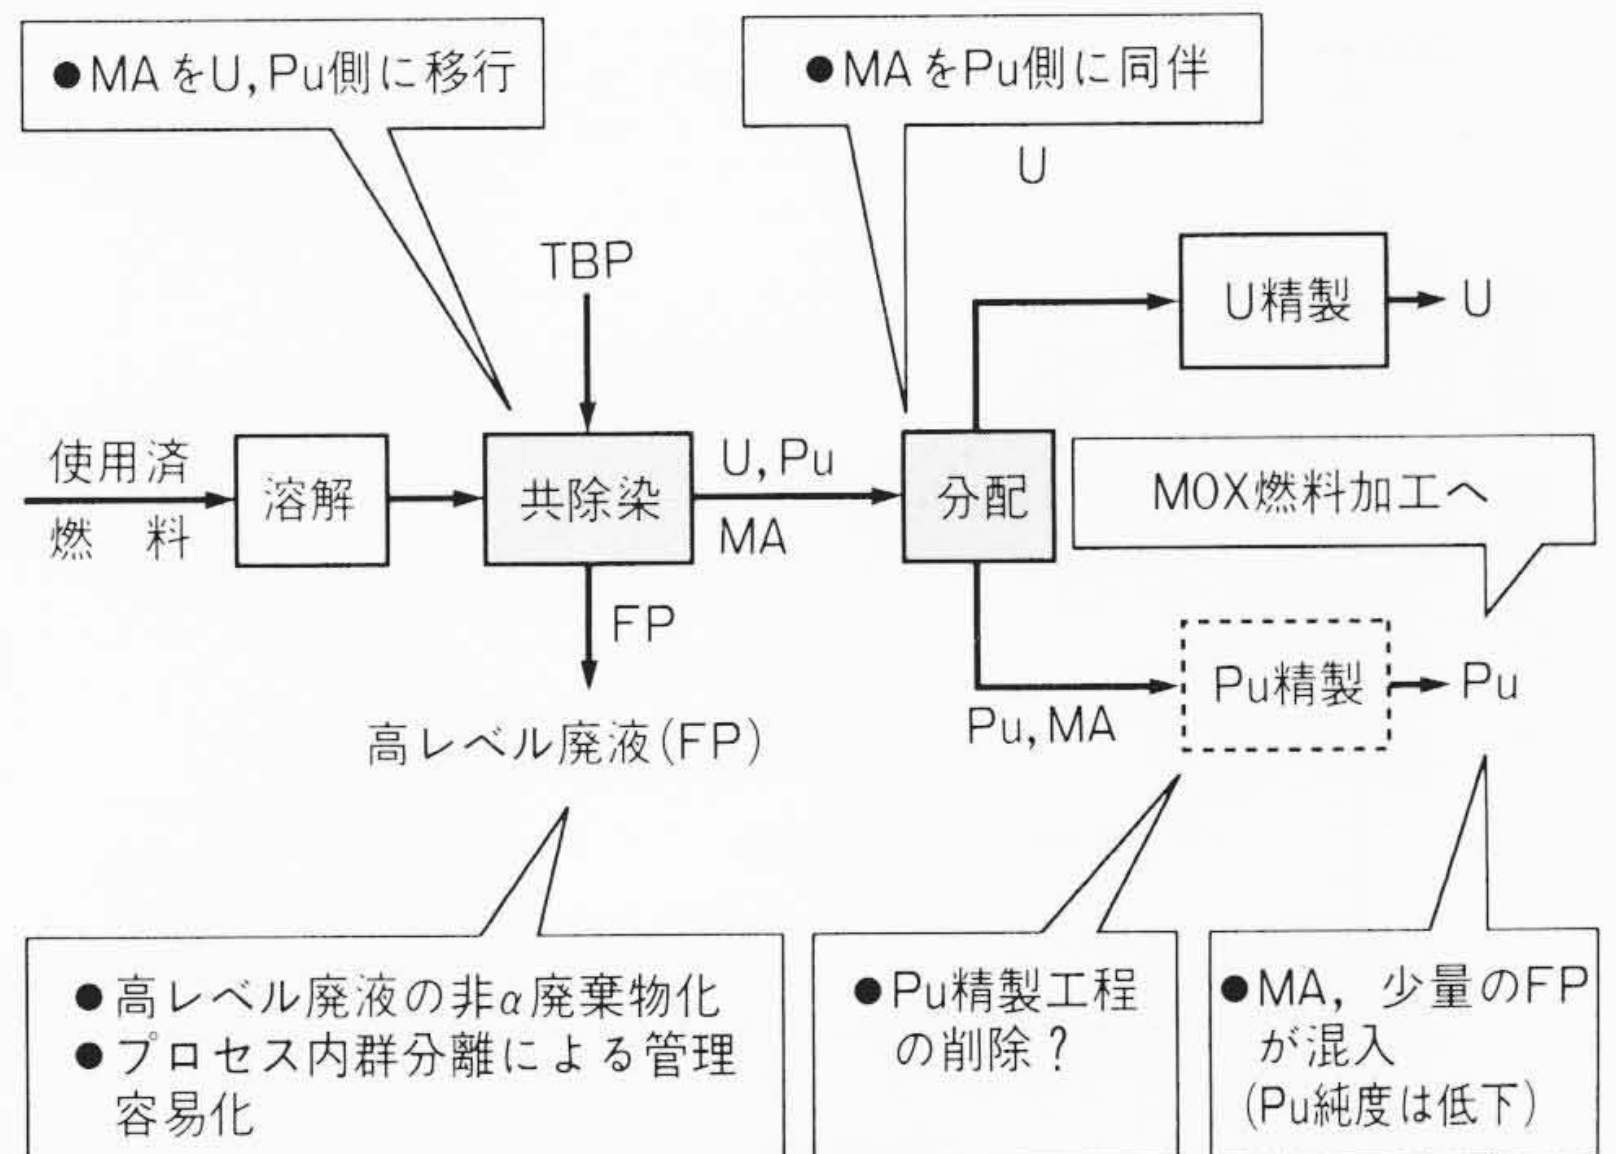 ●MAをU,Pu側に移行
●MAをPu側に同伴
U
TBP
U精製
U
使用済
燃 料
溶解
共除染
U,Pu
MA
分配
MOX燃料加工へ
FP
Pu精製
Pu
Pu,MA
高レベル廃液(FP)
●高レベル廃液の非α廃棄物化
●プロセス内群分離による管理
容易化
●Pu精製工程
の削除?
●MA, 少量のFP
が混入
(Pu純度は低下)